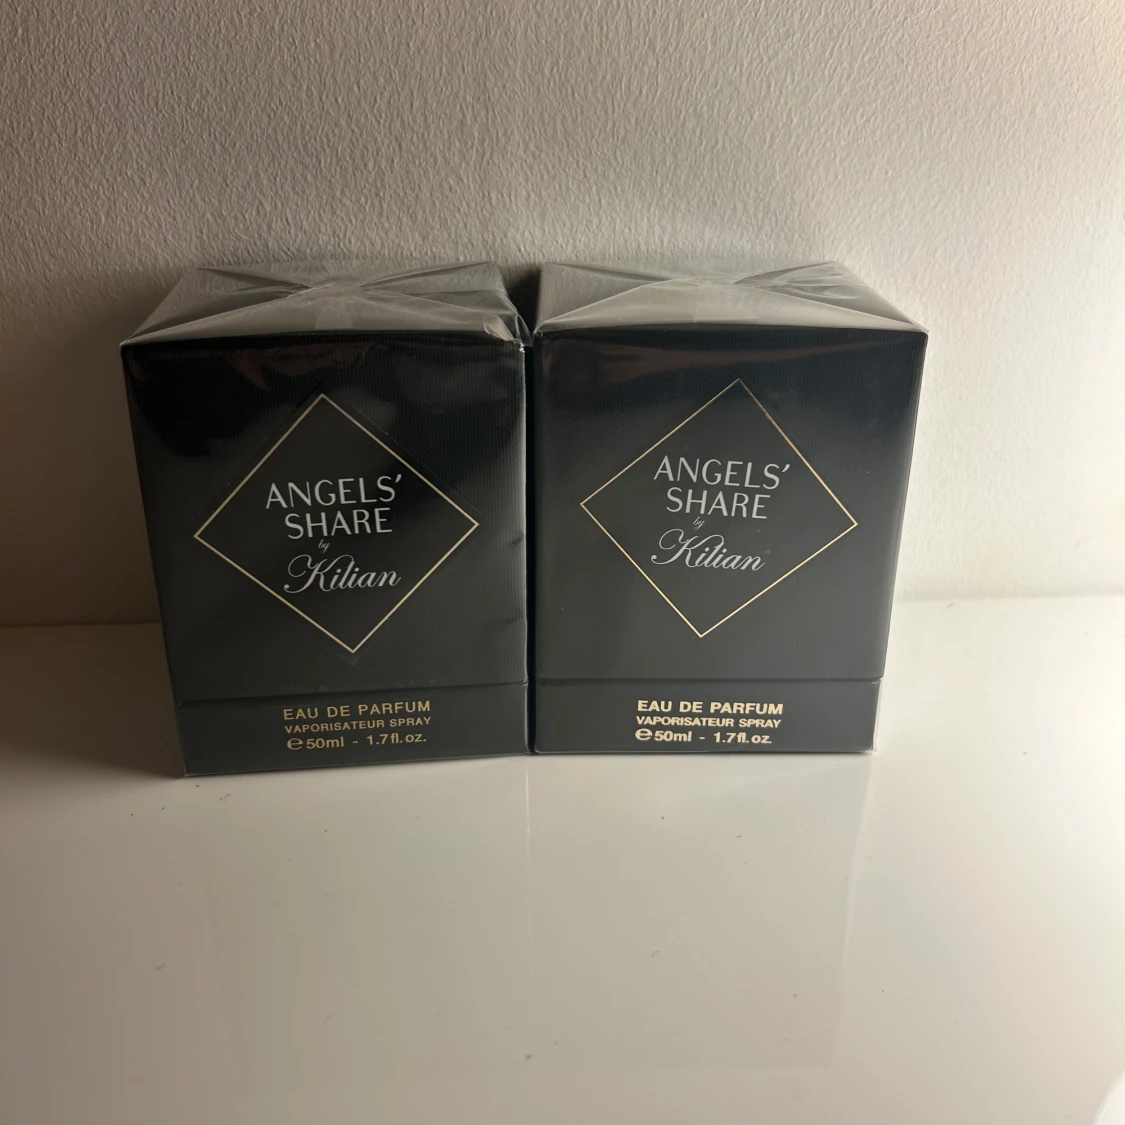 ANGELS'
SHARE
by
Kilian
EAU DE PARFUM
VAPORISATEUR SPRAY
℮50ml - 1.7fl.oz.
ANGELS'
SHARE
by
Kilian
EAU DE PARFUM
VAPORISATEUR SPRAY
℮50ml - 1.7fl.oz.